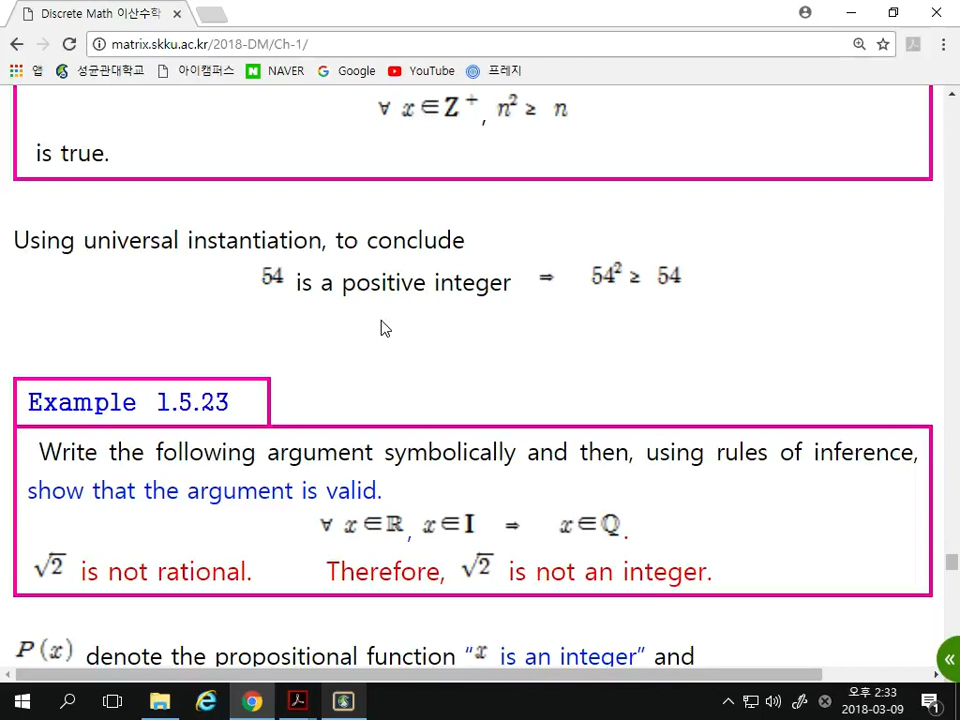 Discrete Math 이산수학
matrix.skku.ac.kr/2018-DM/Ch-1/
앱 성균관대학교 아이캠퍼스 NAVER Google YouTube 프레지
∀ x ∈ Z⁺, n² ≥ n
is true.
Using universal instantiation, to conclude
54 is a positive integer ⇒ 54² ≥ 54
Example 1.5.23
Write the following argument symbolically and then, using rules of inference,
show that the argument is valid.
∀ x ∈ ℝ, x ∈ I ⇒ x ∈ ℚ.
√2 is not rational. Therefore, √2 is not an integer.
P(x) denote the propositional function “x is an integer” and
오후 2:33
2018-03-09
1